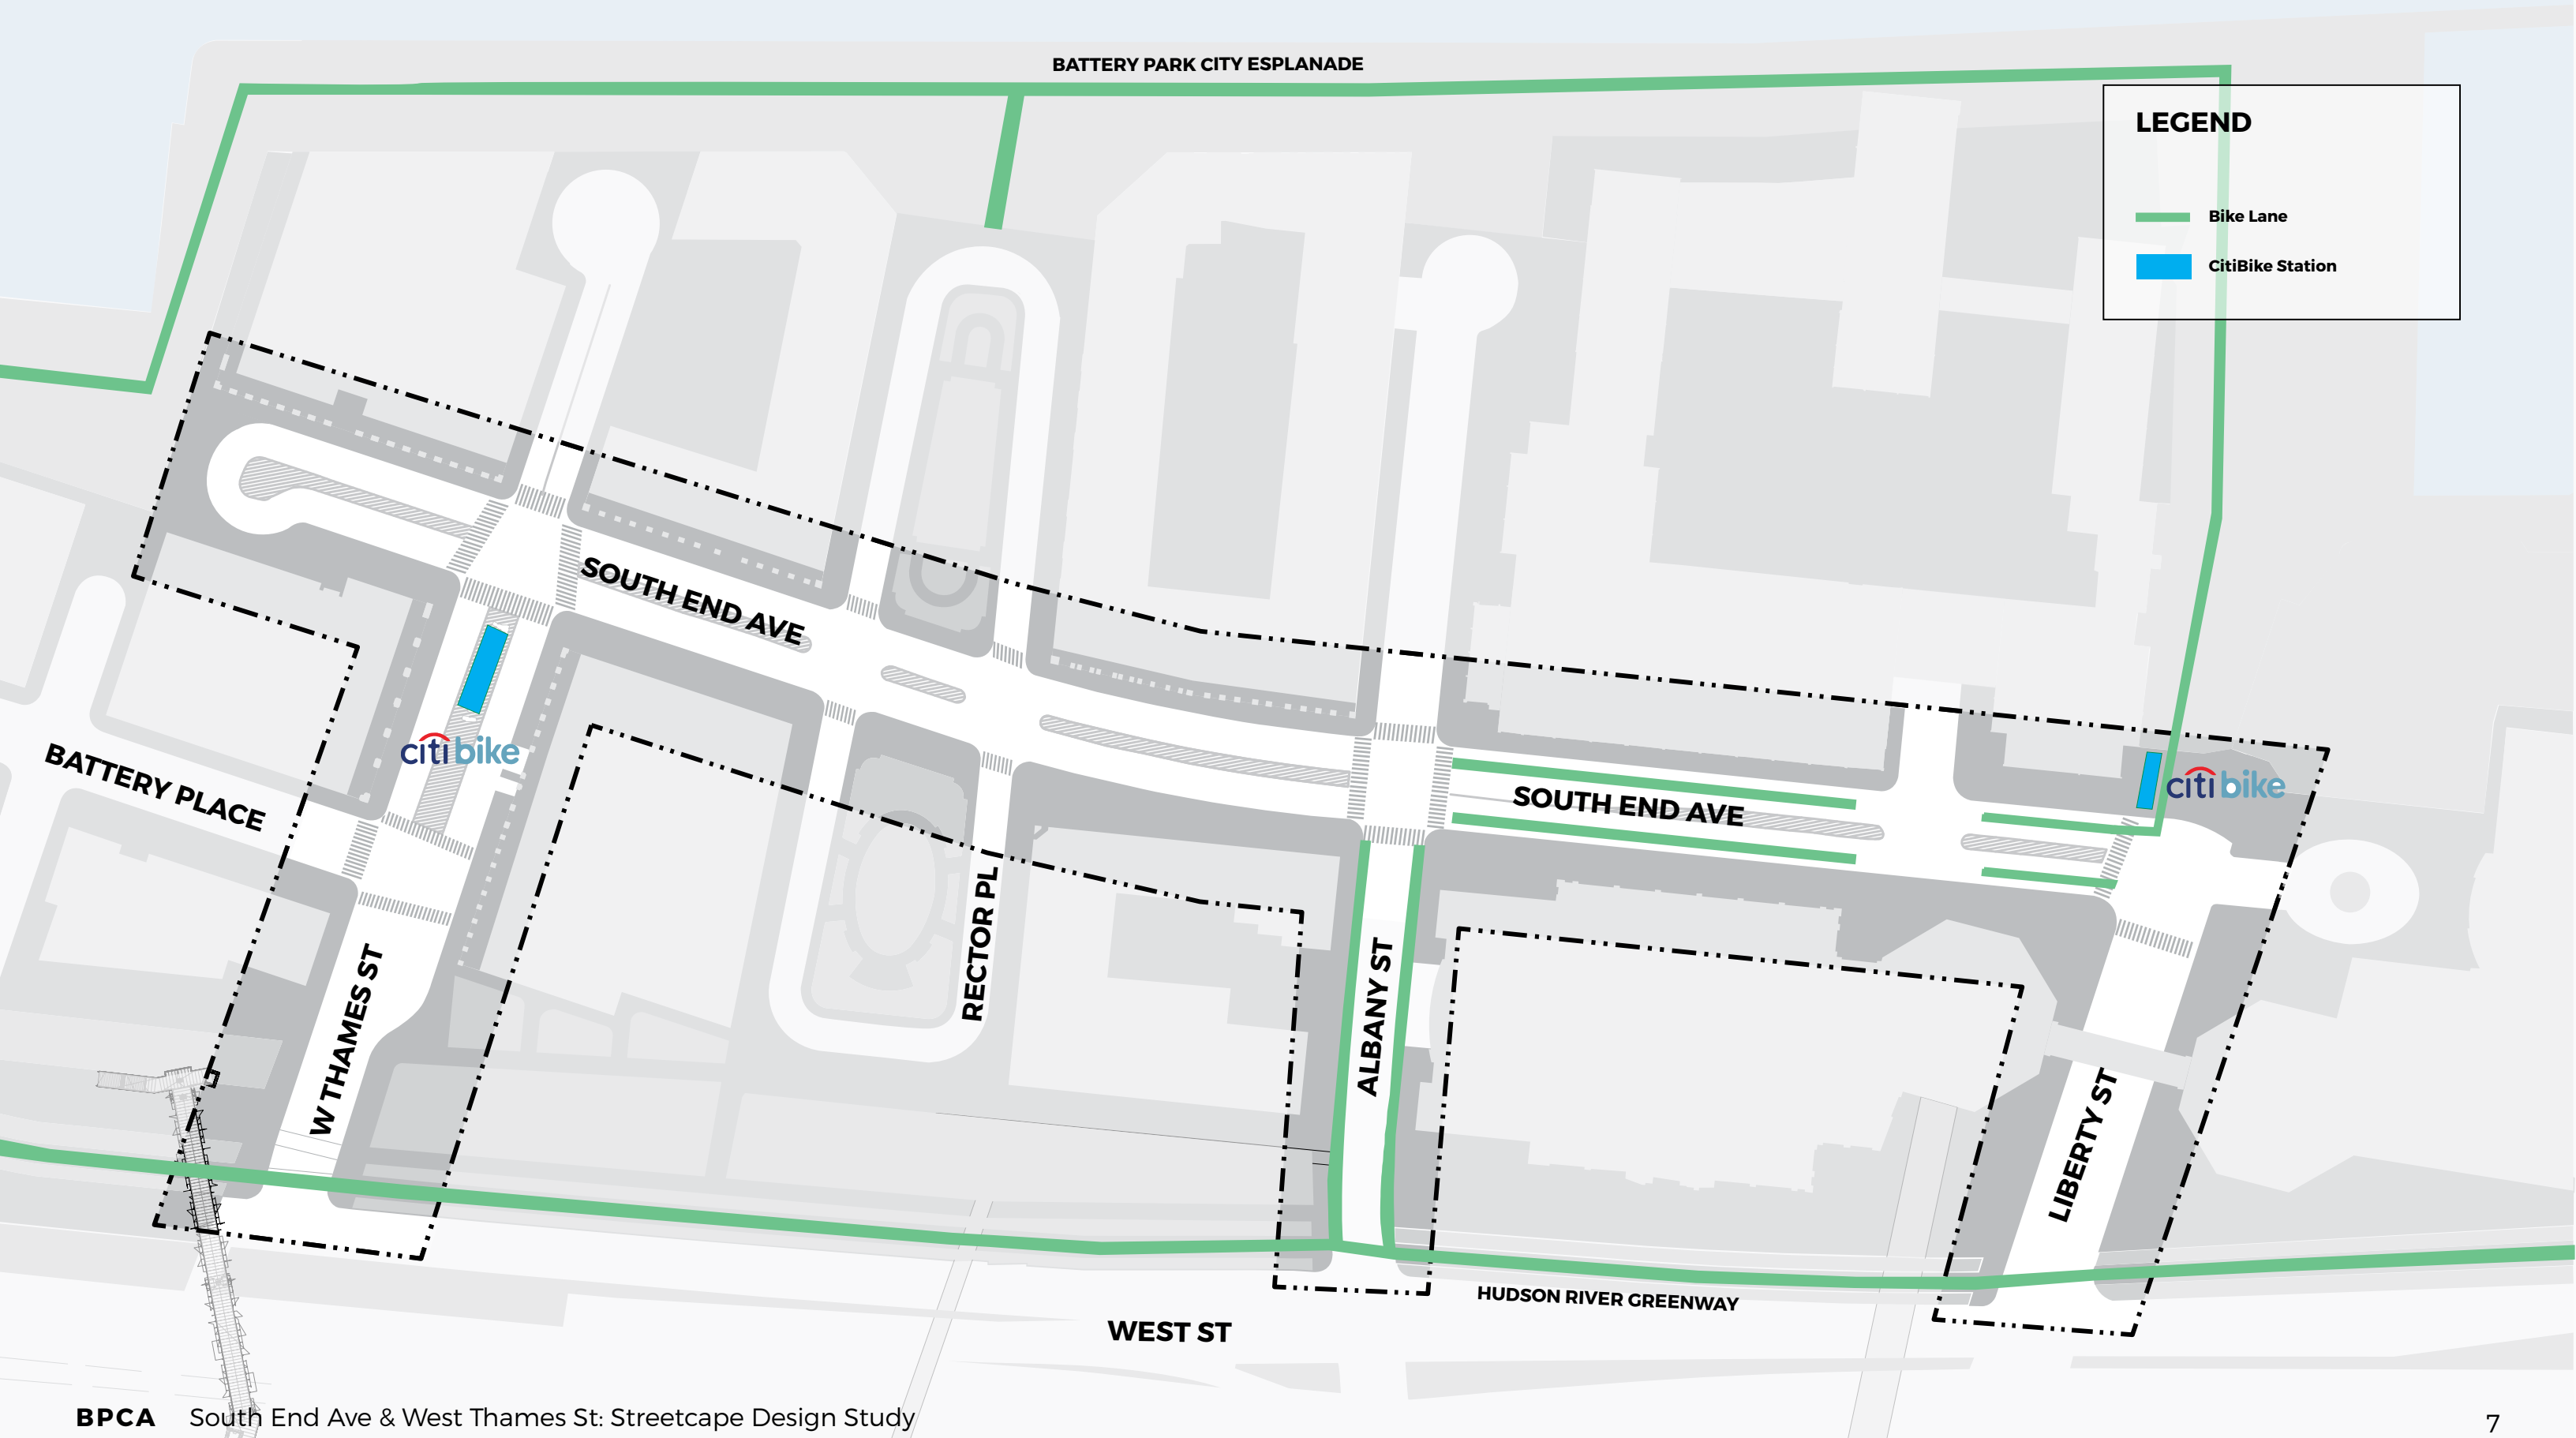 BATTERY PARK CITY ESPLANADE
LEGEND
Bike Lane
CitiBike Station
SOUTH END AVE
citi bike
BATTERY PLACE
SOUTH END AVE
citi bike
RECTOR PL
W THAMES ST
ALBANY ST
LIBERTY ST
HUDSON RIVER GREENWAY
WEST ST
BPCA South End Ave & West Thames St: Streetcape Design Study
7